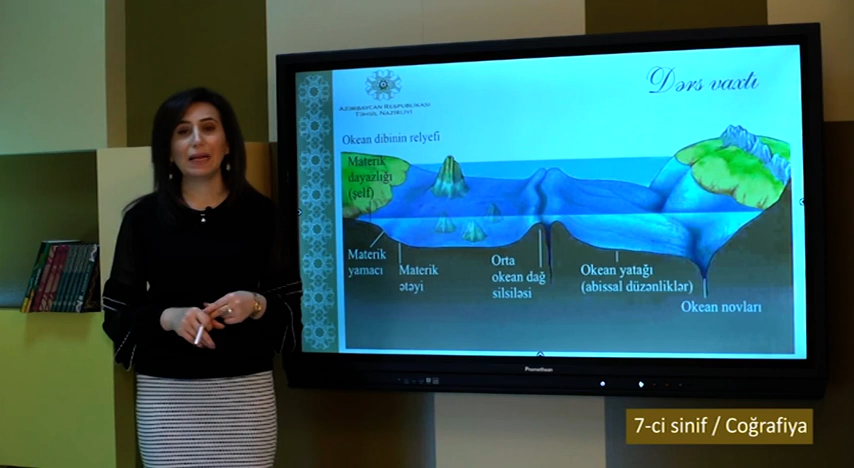 Dərs vaxtı
AZƏRBAYCAN RESPUBLİKASI
TƏHSİL NAZİRLİYİ
Okean dibinin relyefi
Materik
dayazlığı
(şelf)
Materik
yamacı
Materik
ətəyi
Orta
okean dağ
silsiləsi
Okean yatağı
(abissal düzənliklər)
Okean novları
Promethean
7-ci sinif / Coğrafiya